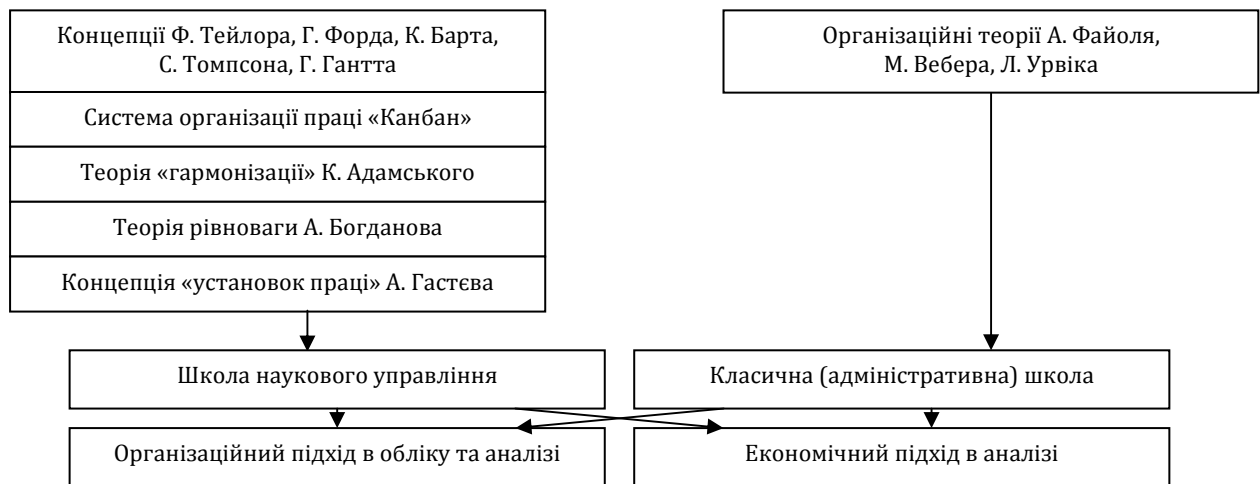 Концепції Ф. Тейлора, Г. Форда, К. Барта,
С. Томпсона, Г. Гантта
Система організації праці «Канбан»
Теорія «гармонізації» К. Адамського
Теорія рівноваги А. Богданова
Концепція «установок праці» А. Гастєва
Організаційні теорії А. Файоля,
М. Вебера, Л. Урвіка
Школа наукового управління
Класична (адміністративна) школа
Організаційний підхід в обліку та аналізі
Економічний підхід в аналізі